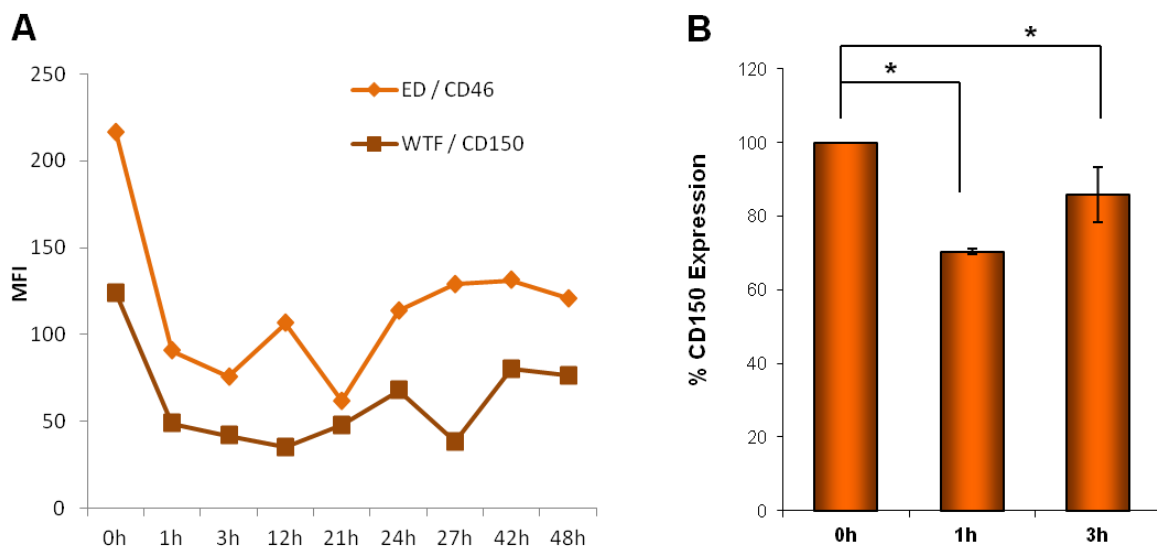 A
250
200
150
100
50
0
MFI
ED / CD46
WTF / CD150
0h 1h 3h 12h 21h 24h 27h 42h 48h
B
120
100
80
60
40
20
0
% CD150 Expression
*
*
0h 1h 3h